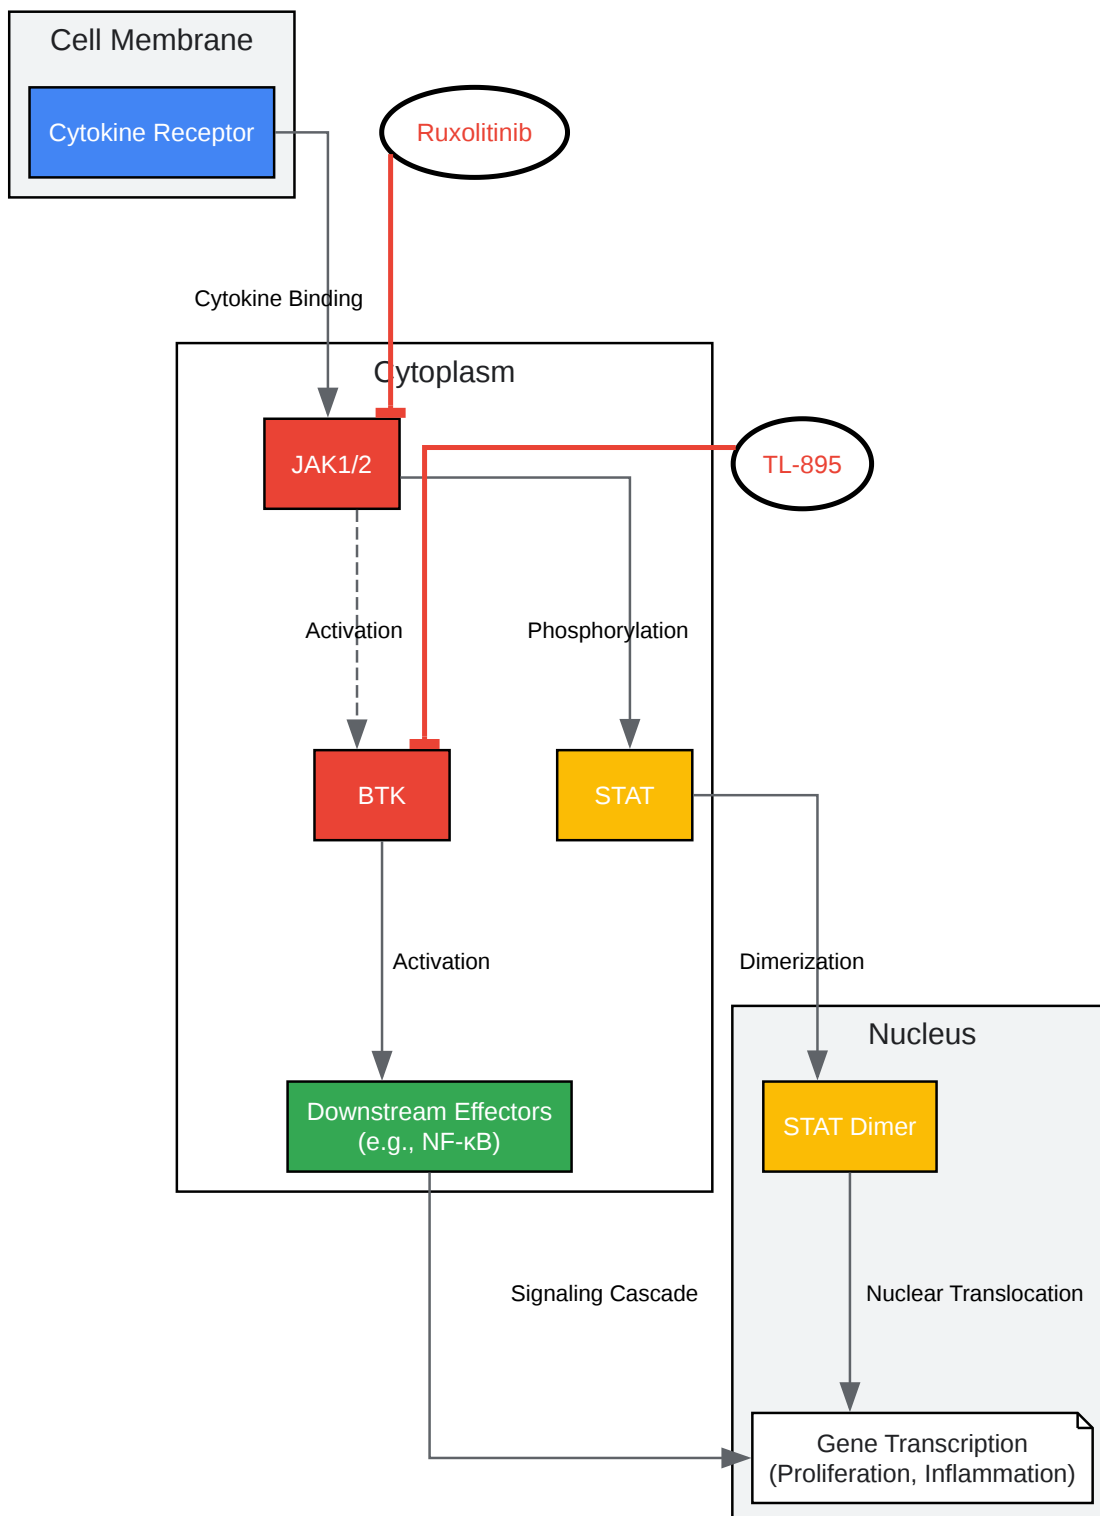 Cell Membrane
Cytokine Receptor
Ruxolitinib
Cytokine Binding
Cytoplasm
JAK1/2
TL-895
Activation
Phosphorylation
BTK
STAT
Activation
Dimerization
Nucleus
Downstream Effectors
(e.g., NF-κB)
STAT Dimer
Signaling Cascade
Nuclear Translocation
Gene Transcription
(Proliferation, Inflammation)